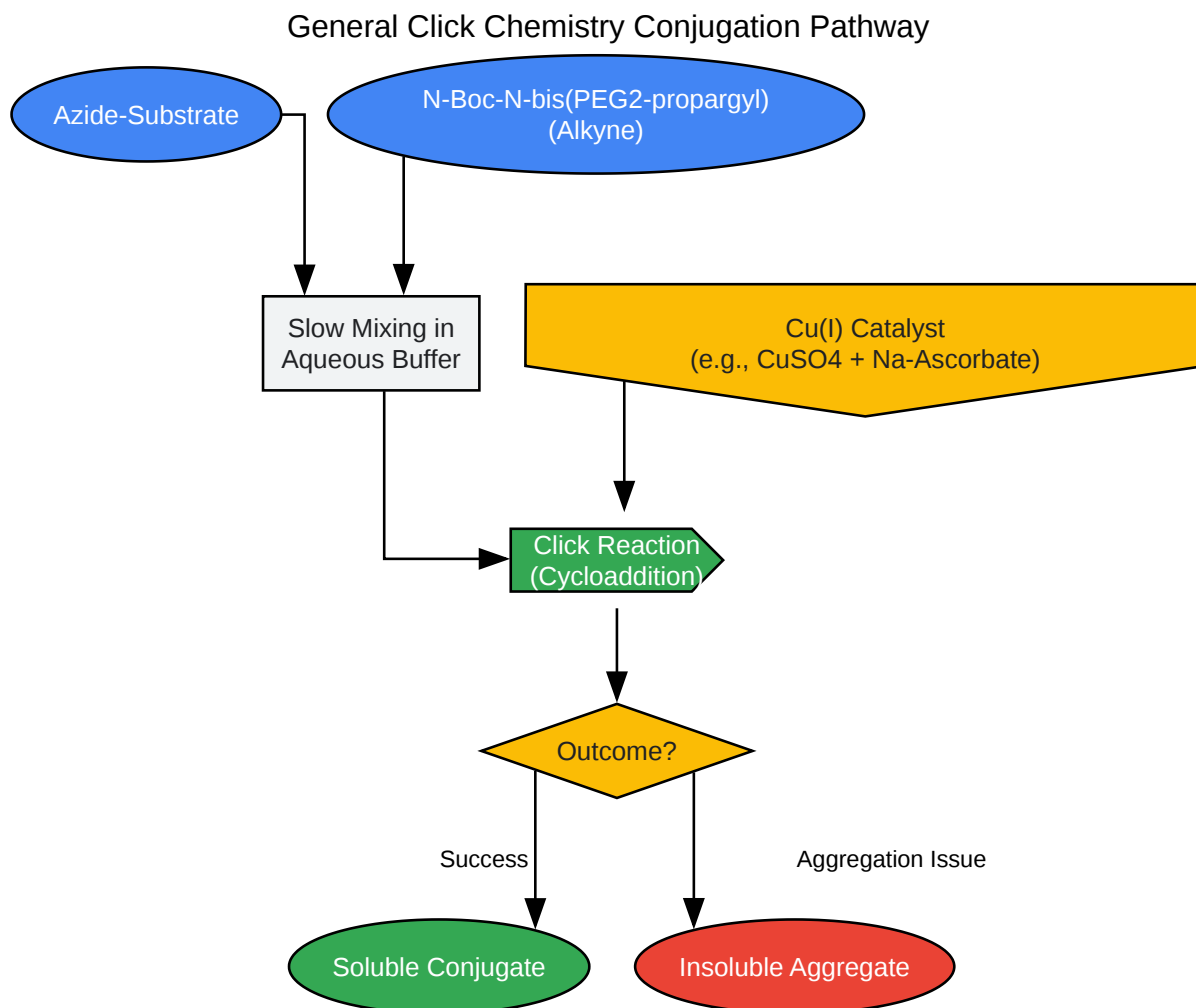 General Click Chemistry Conjugation Pathway
Azide-Substrate
N-Boc-N-bis(PEG2-propargyl)
(Alkyne)
Slow Mixing in
Aqueous Buffer
Cu(I) Catalyst
(e.g., CuSO4 + Na-Ascorbate)
Click Reaction
(Cycloaddition)
Outcome?
Success
Aggregation Issue
Soluble Conjugate
Insoluble Aggregate